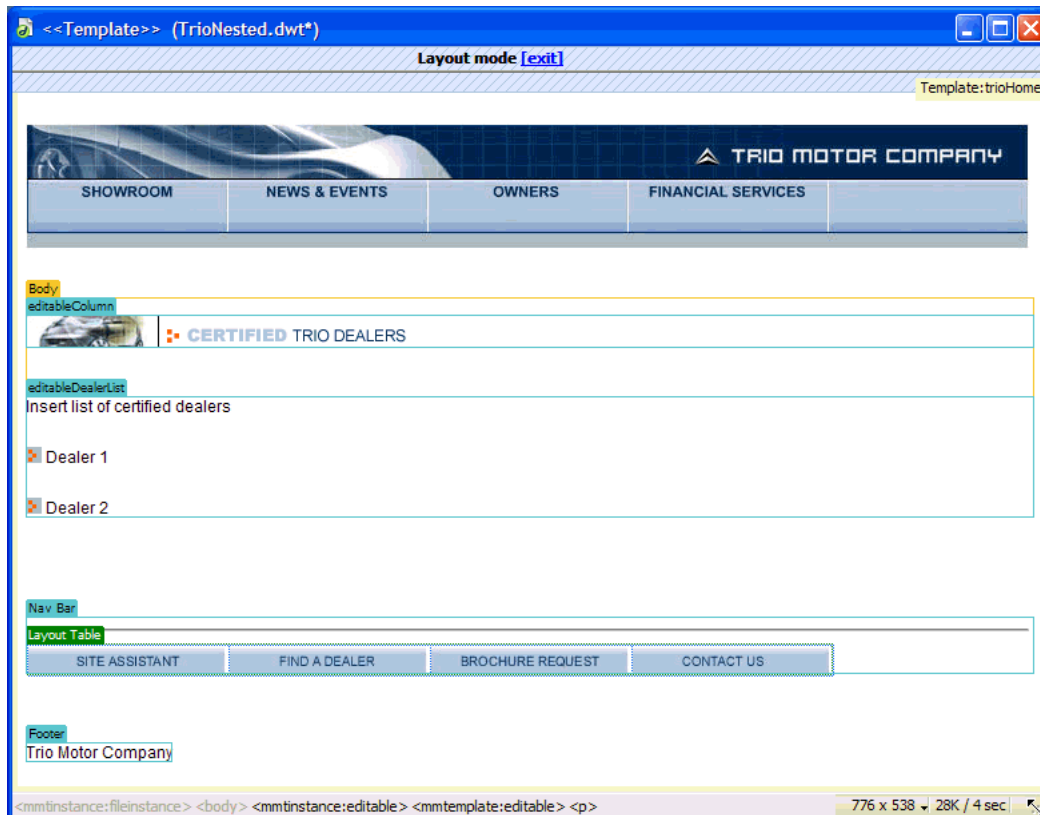 <<Template>> (TrioNested.dwt*)
Layout mode [exit]
Template:trioHome
TRIO MOTOR COMPANY
SHOWROOM NEWS & EVENTS OWNERS FINANCIAL SERVICES
Body
editableColumn
CERTIFIED TRIO DEALERS
editableDealerList
Insert list of certified dealers
Dealer 1
Dealer 2
Nav Bar
Layout Table
SITE ASSISTANT FIND A DEALER BROCHURE REQUEST CONTACT US
Footer
Trio Motor Company
<mmtinstance:fileinstance> <body> <mmtinstance:editable> <mmtemplate:editable> <p> 776 x 538 28K / 4 sec